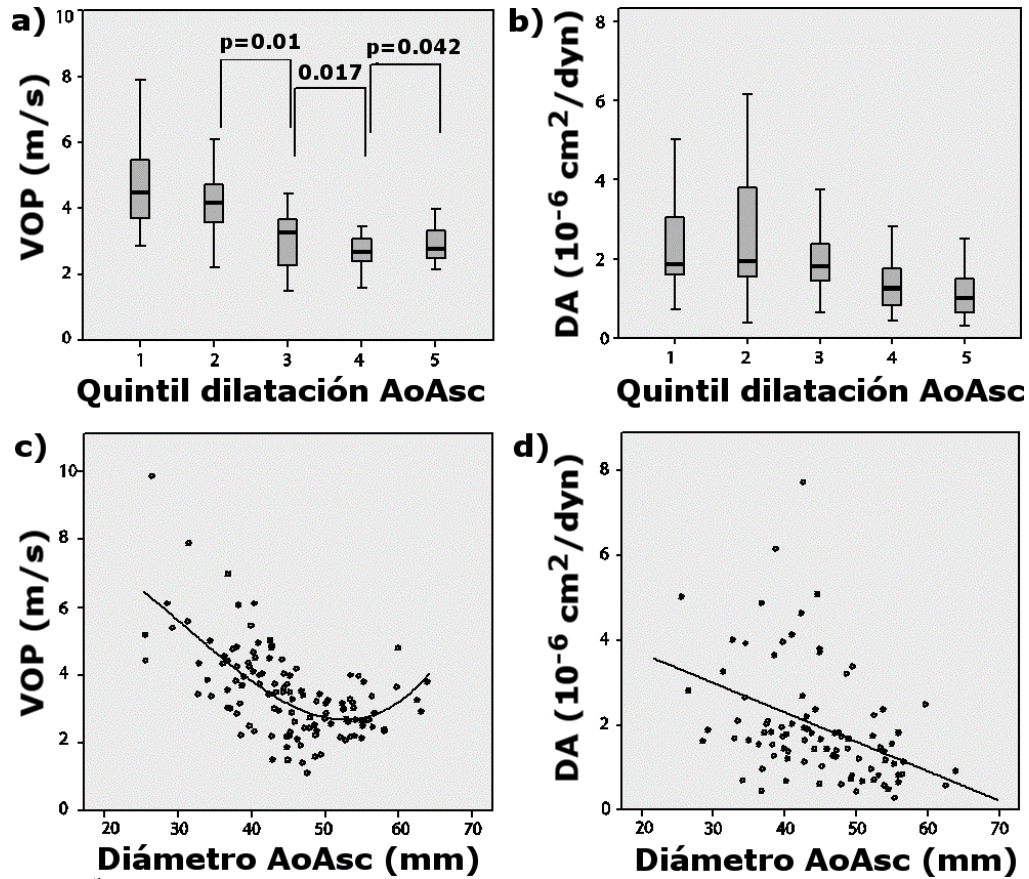 a)
VOP (m/s)
10
8
6
4
2
0
p=0.01
0.017
p=0.042
1 2 3 4 5
Quintil dilatación AoAsc
b)
DA (10⁻⁶ cm²/dyn)
8
6
4
2
0
1 2 3 4 5
Quintil dilatación AoAsc
c)
VOP (m/s)
10
8
6
4
2
0
20 30 40 50 60 70
Diámetro AoAsc (mm)
d)
DA (10⁻⁶ cm²/dyn)
8
6
4
2
0
20 30 40 50 60 70
Diámetro AoAsc (mm)